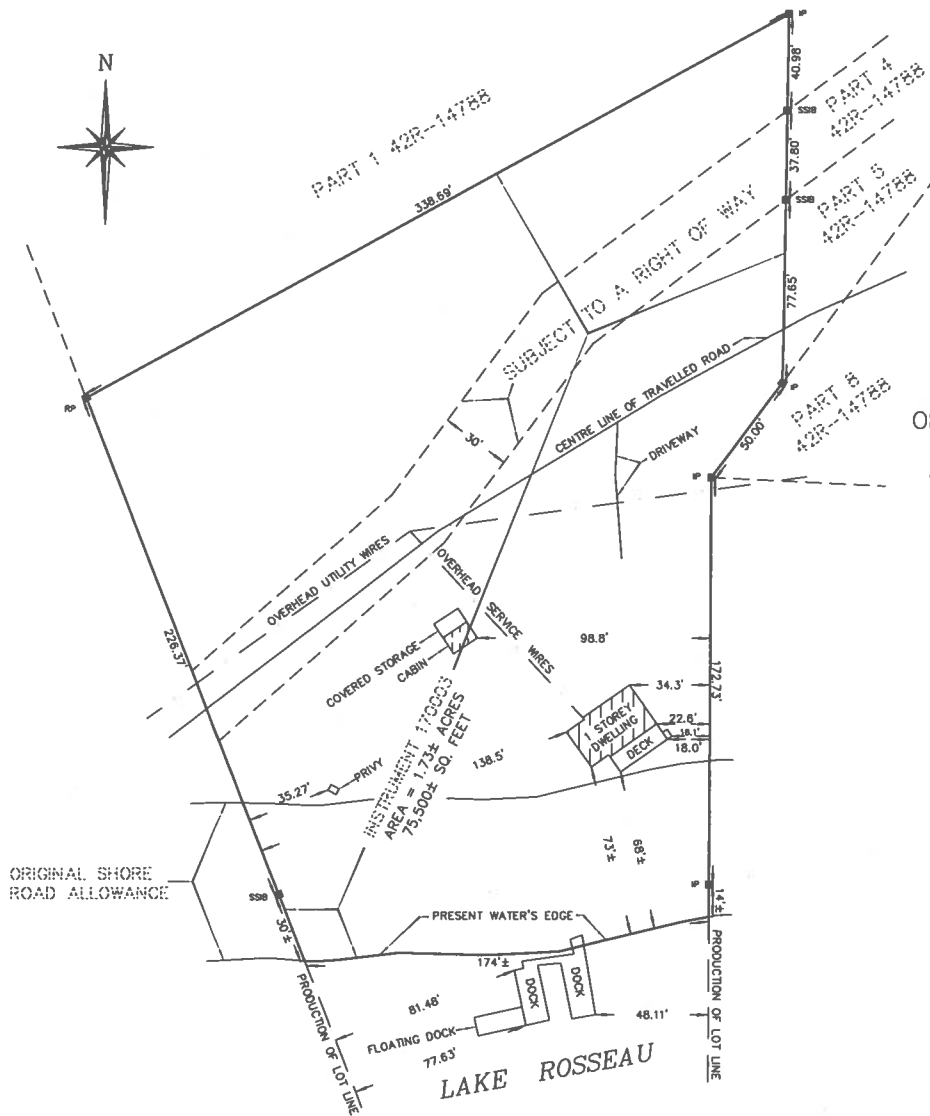 IP
40.98'
N
PART 4
42R-14788
SSIB
PART 1 42R-14788
37.80'
338.69'
SSIB
PART 5
42R-14788
SUBJECT TO A RIGHT OF WAY
77.65'
CENTRE LINE OF TRAVELLED ROAD
IP
PART 8
42R-14788
50.00'
30'
DRIVEWAY
IP
OVERHEAD UTILITY WIRES
OVERHEAD SERVICE WIRES
226.37'
COVERED STORAGE
CABIN
98.8'
172.73'
34.3'
22.6'
18.1'
18.0'
1 STOREY
DWELLING
DECK
138.5'
INSTRUMENT 170003
AREA = 1.73± ACRES
75,500± SQ. FEET
PRIVY
35.27'
73'±
68'±
ORIGINAL SHORE
ROAD ALLOWANCE
SSIB
IP
14'±
30'±
PRESENT WATER'S EDGE
174'±
PRODUCTION OF LOT LINE
PRODUCTION OF LOT LINE
DOCK
DOCK
81.48'
48.11'
FLOATING DOCK
77.63'
LAKE ROSSEAU